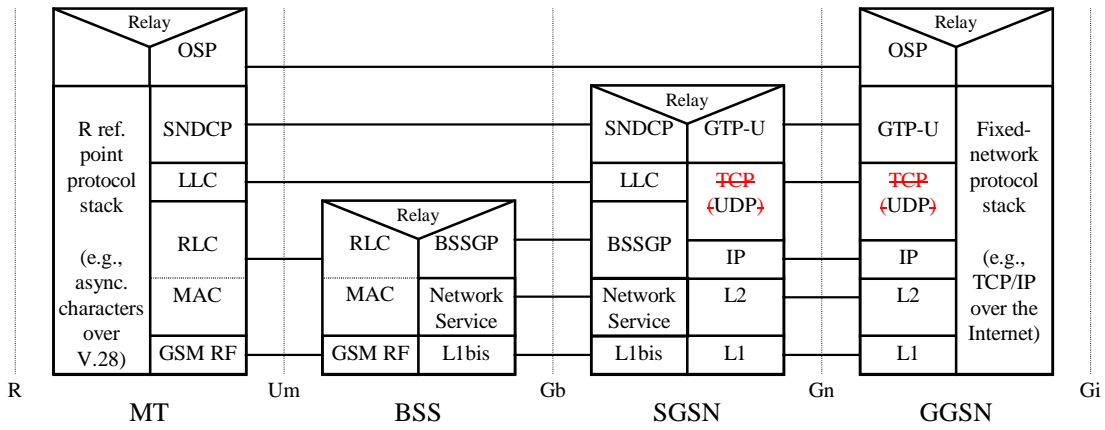 Relay
OSP
R ref.
point
protocol
stack
(e.g.,
async.
characters
over
V.28)
SNDCP
LLC
RLC
MAC
GSM RF
Relay
RLC
BSSGP
MAC
Network
Service
GSM RF
L1bis
Relay
SNDCP
GTP-U
LLC
TCP
(UDP)
BSSGP
IP
Network
Service
L2
L1bis
L1
Relay
OSP
GTP-U
TCP
(UDP)
IP
L2
L1
Fixed-
network
protocol
stack
(e.g.,
TCP/IP
over the
Internet)
R
Um
Gb
Gn
Gi
MT
BSS
SGSN
GGSN